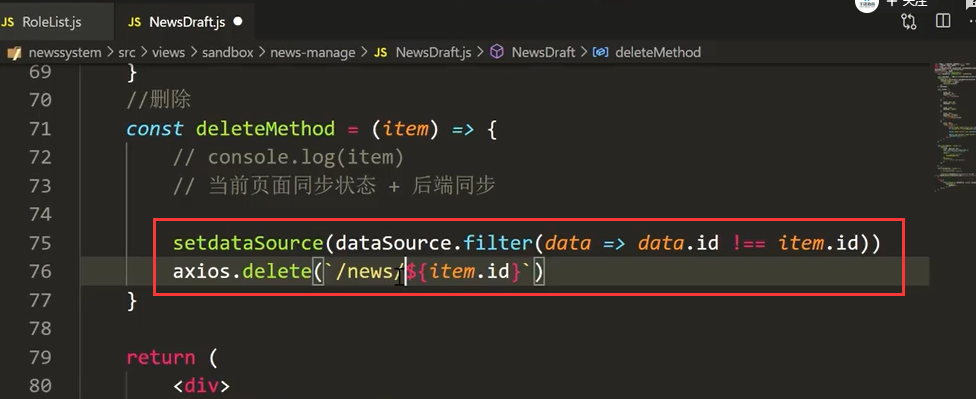 RoleList.js
NewsDraft.js
+ 关注
newssystem > src > views > sandbox > news-manage > JS NewsDraft.js > NewsDraft > deleteMethod
69 }
70 //删除
71 const deleteMethod = (item) => {
72 // console.log(item)
73 // 当前页面同步状态 + 后端同步
74
75 setdataSource(dataSource.filter(data => data.id !== item.id))
76 axios.delete(`/news/${item.id}`)
77 }
78
79 return (
80 <div>